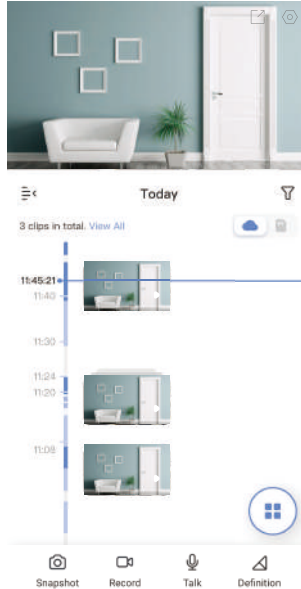 Today
3 clips in total. View All
11:45:21
11:40
11:30
11:24
11:20
11:08
Snapshot Record Talk Definition